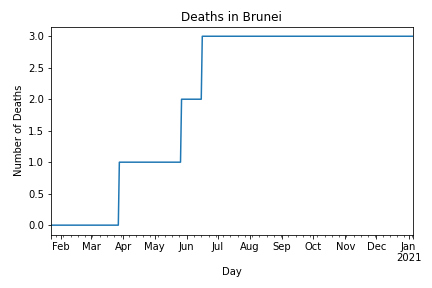 Deaths in Brunei
Number of Deaths
3.0
2.5
2.0
1.5
1.0
0.5
0.0
Feb Mar Apr May Jun Jul Aug Sep Oct Nov Dec Jan
2021
Day